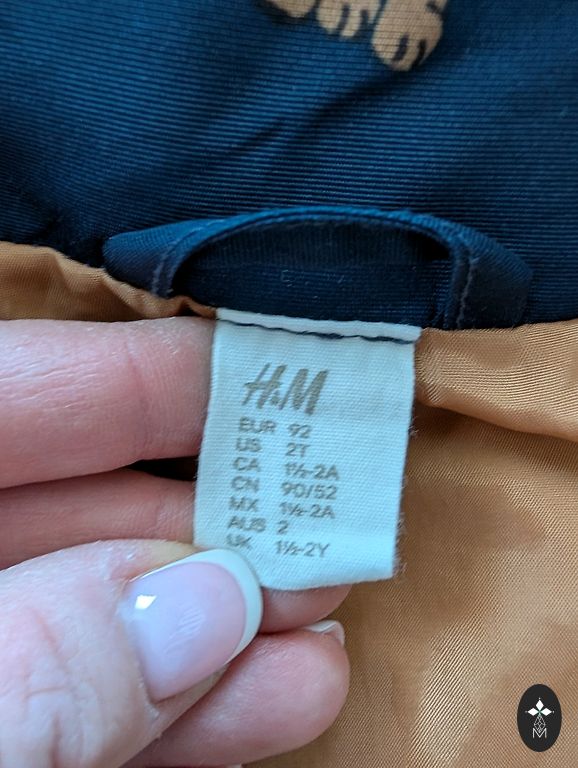 H&M
EUR 92
US 2T
CA 1½-2A
CN 90/52
MX 1½-2A
AUS 2
UK 1½-2Y
M